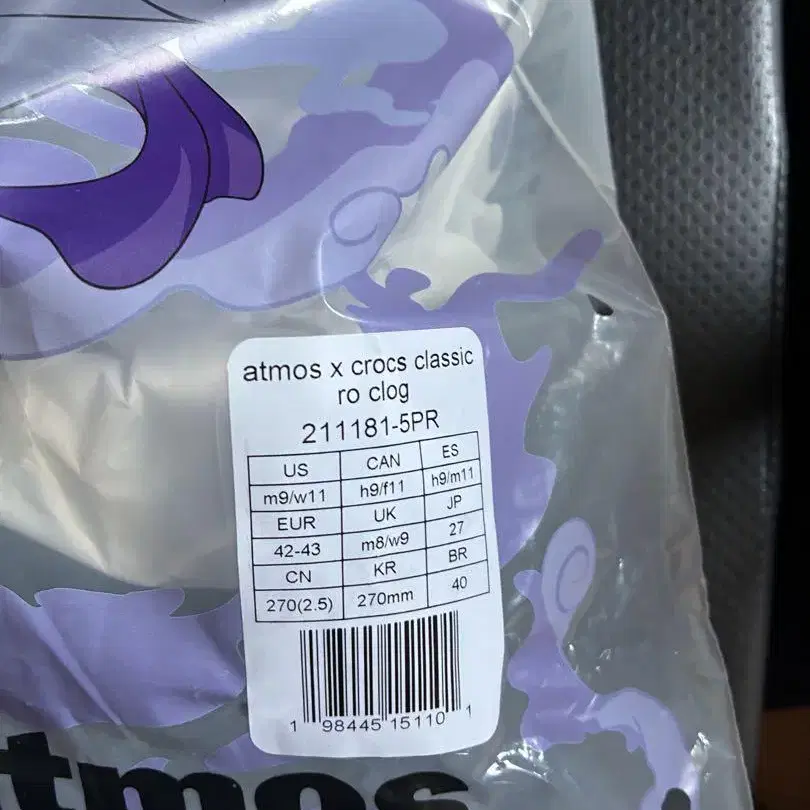 atmos x crocs classic
ro clog
211181-5PR
US CAN ES
m9/w11 h9/f11 h9/m11
EUR UK JP
42-43 m8/w9 27
CN KR BR
270(2.5) 270mm 40
1 98445 15110 1
tmos